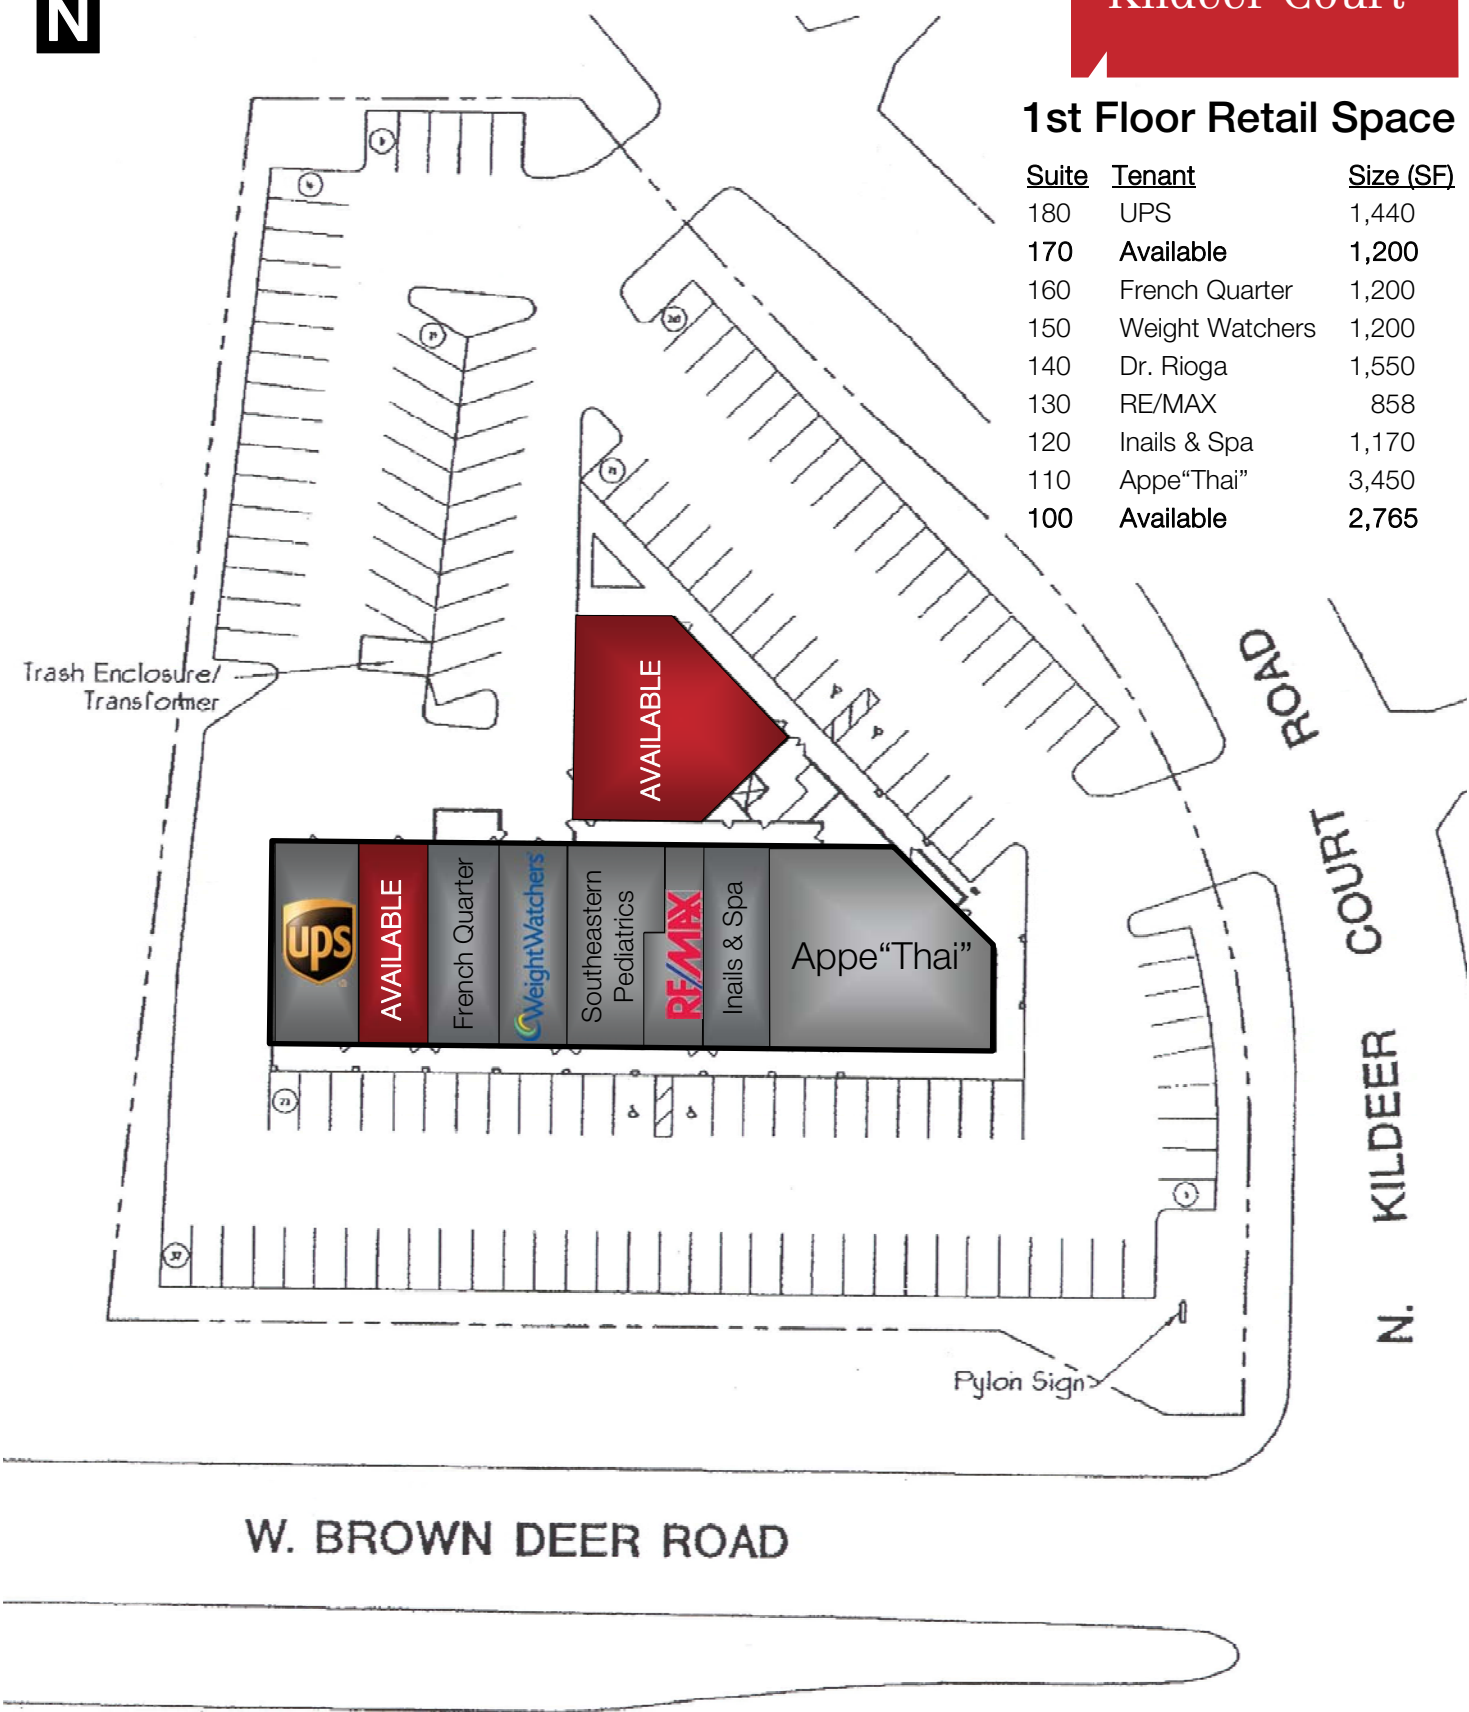 N
Kildeer Court
1st Floor Retail Space
Suite Tenant Size (SF)
180 UPS 1,440
170 Available 1,200
160 French Quarter 1,200
150 Weight Watchers 1,200
140 Dr. Rioga 1,550
130 RE/MAX 858
120 Inails & Spa 1,170
110 Appe“Thai” 3,450
100 Available 2,765
Trash Enclosure/
Transformer
AVAILABLE
ups
AVAILABLE
French Quarter
WeightWatchers
Southeastern
Pediatrics
RE/MAX
Inails & Spa
Appe“Thai”
N. KILDEER COURT ROAD
Pylon Sign
W. BROWN DEER ROAD